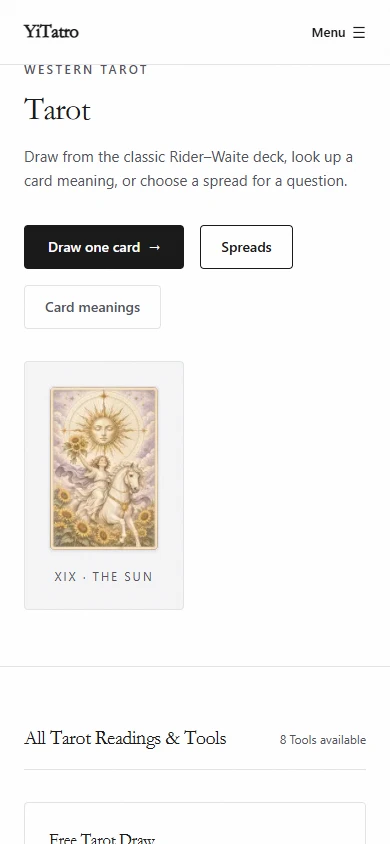 YiTatro
Menu
WESTERN TAROT
Tarot
Draw from the classic Rider–Waite deck, look up a
card meaning, or choose a spread for a question.
Draw one card →
Spreads
Card meanings
XIX · THE SUN
All Tarot Readings & Tools
8 Tools available
Free Tarot Draw